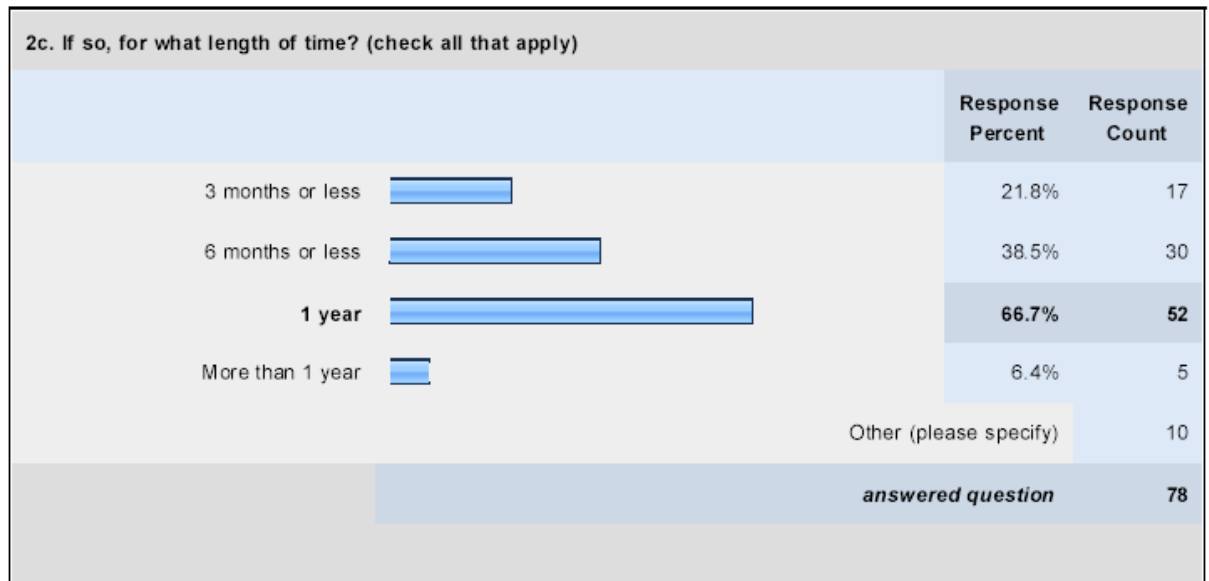 2c. If so, for what length of time? (check all that apply)
Response Percent
Response Count
3 months or less 21.8% 17
6 months or less 38.5% 30
1 year 66.7% 52
More than 1 year 6.4% 5
Other (please specify) 10
answered question 78